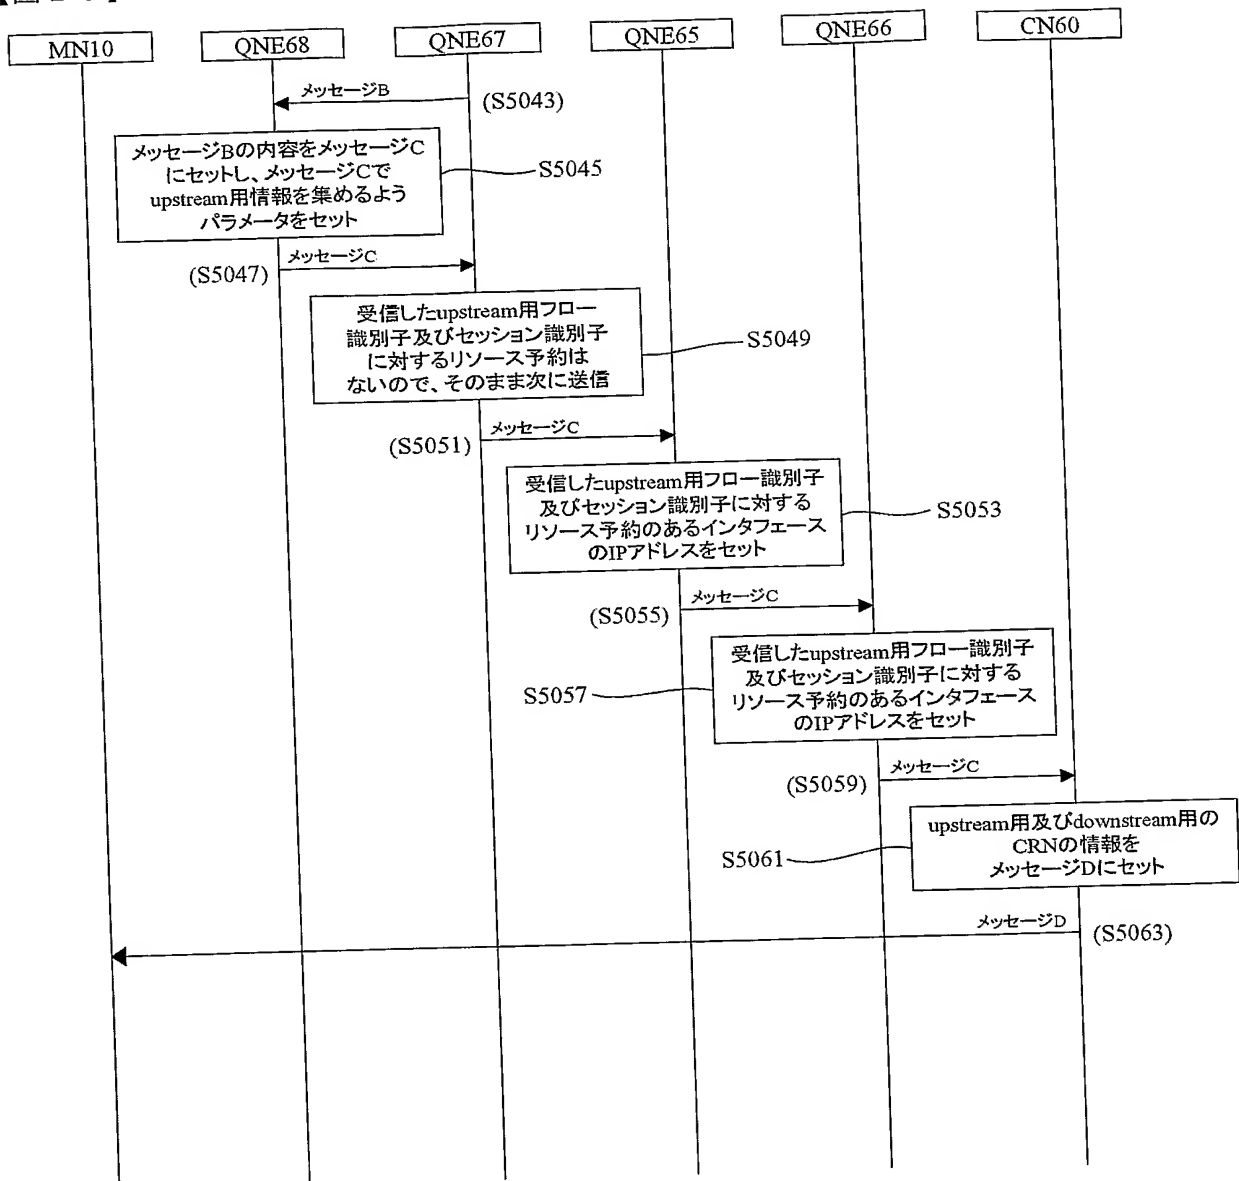 MN10
QNE68
QNE67
QNE65
QNE66
CN60
メッセージB
(S5043)
メッセージBの内容をメッセージC
にセットし、メッセージCで
upstream用情報を集めるよう
パラメータをセット
S5045
メッセージC
(S5047)
受信したupstream用フロー
識別子及びセッション識別子
に対するリソース予約は
ないので、そのまま次に送信
S5049
メッセージC
(S5051)
受信したupstream用フロー識別子
及びセッション識別子に対する
リソース予約のあるインタフェース
のIPアドレスをセット
S5053
メッセージC
(S5055)
受信したupstream用フロー識別子
及びセッション識別子に対する
リソース予約のあるインタフェース
のIPアドレスをセット
S5057
メッセージC
(S5059)
upstream用及びdownstream用の
CRNの情報を
メッセージDにセット
S5061
メッセージD
(S5063)